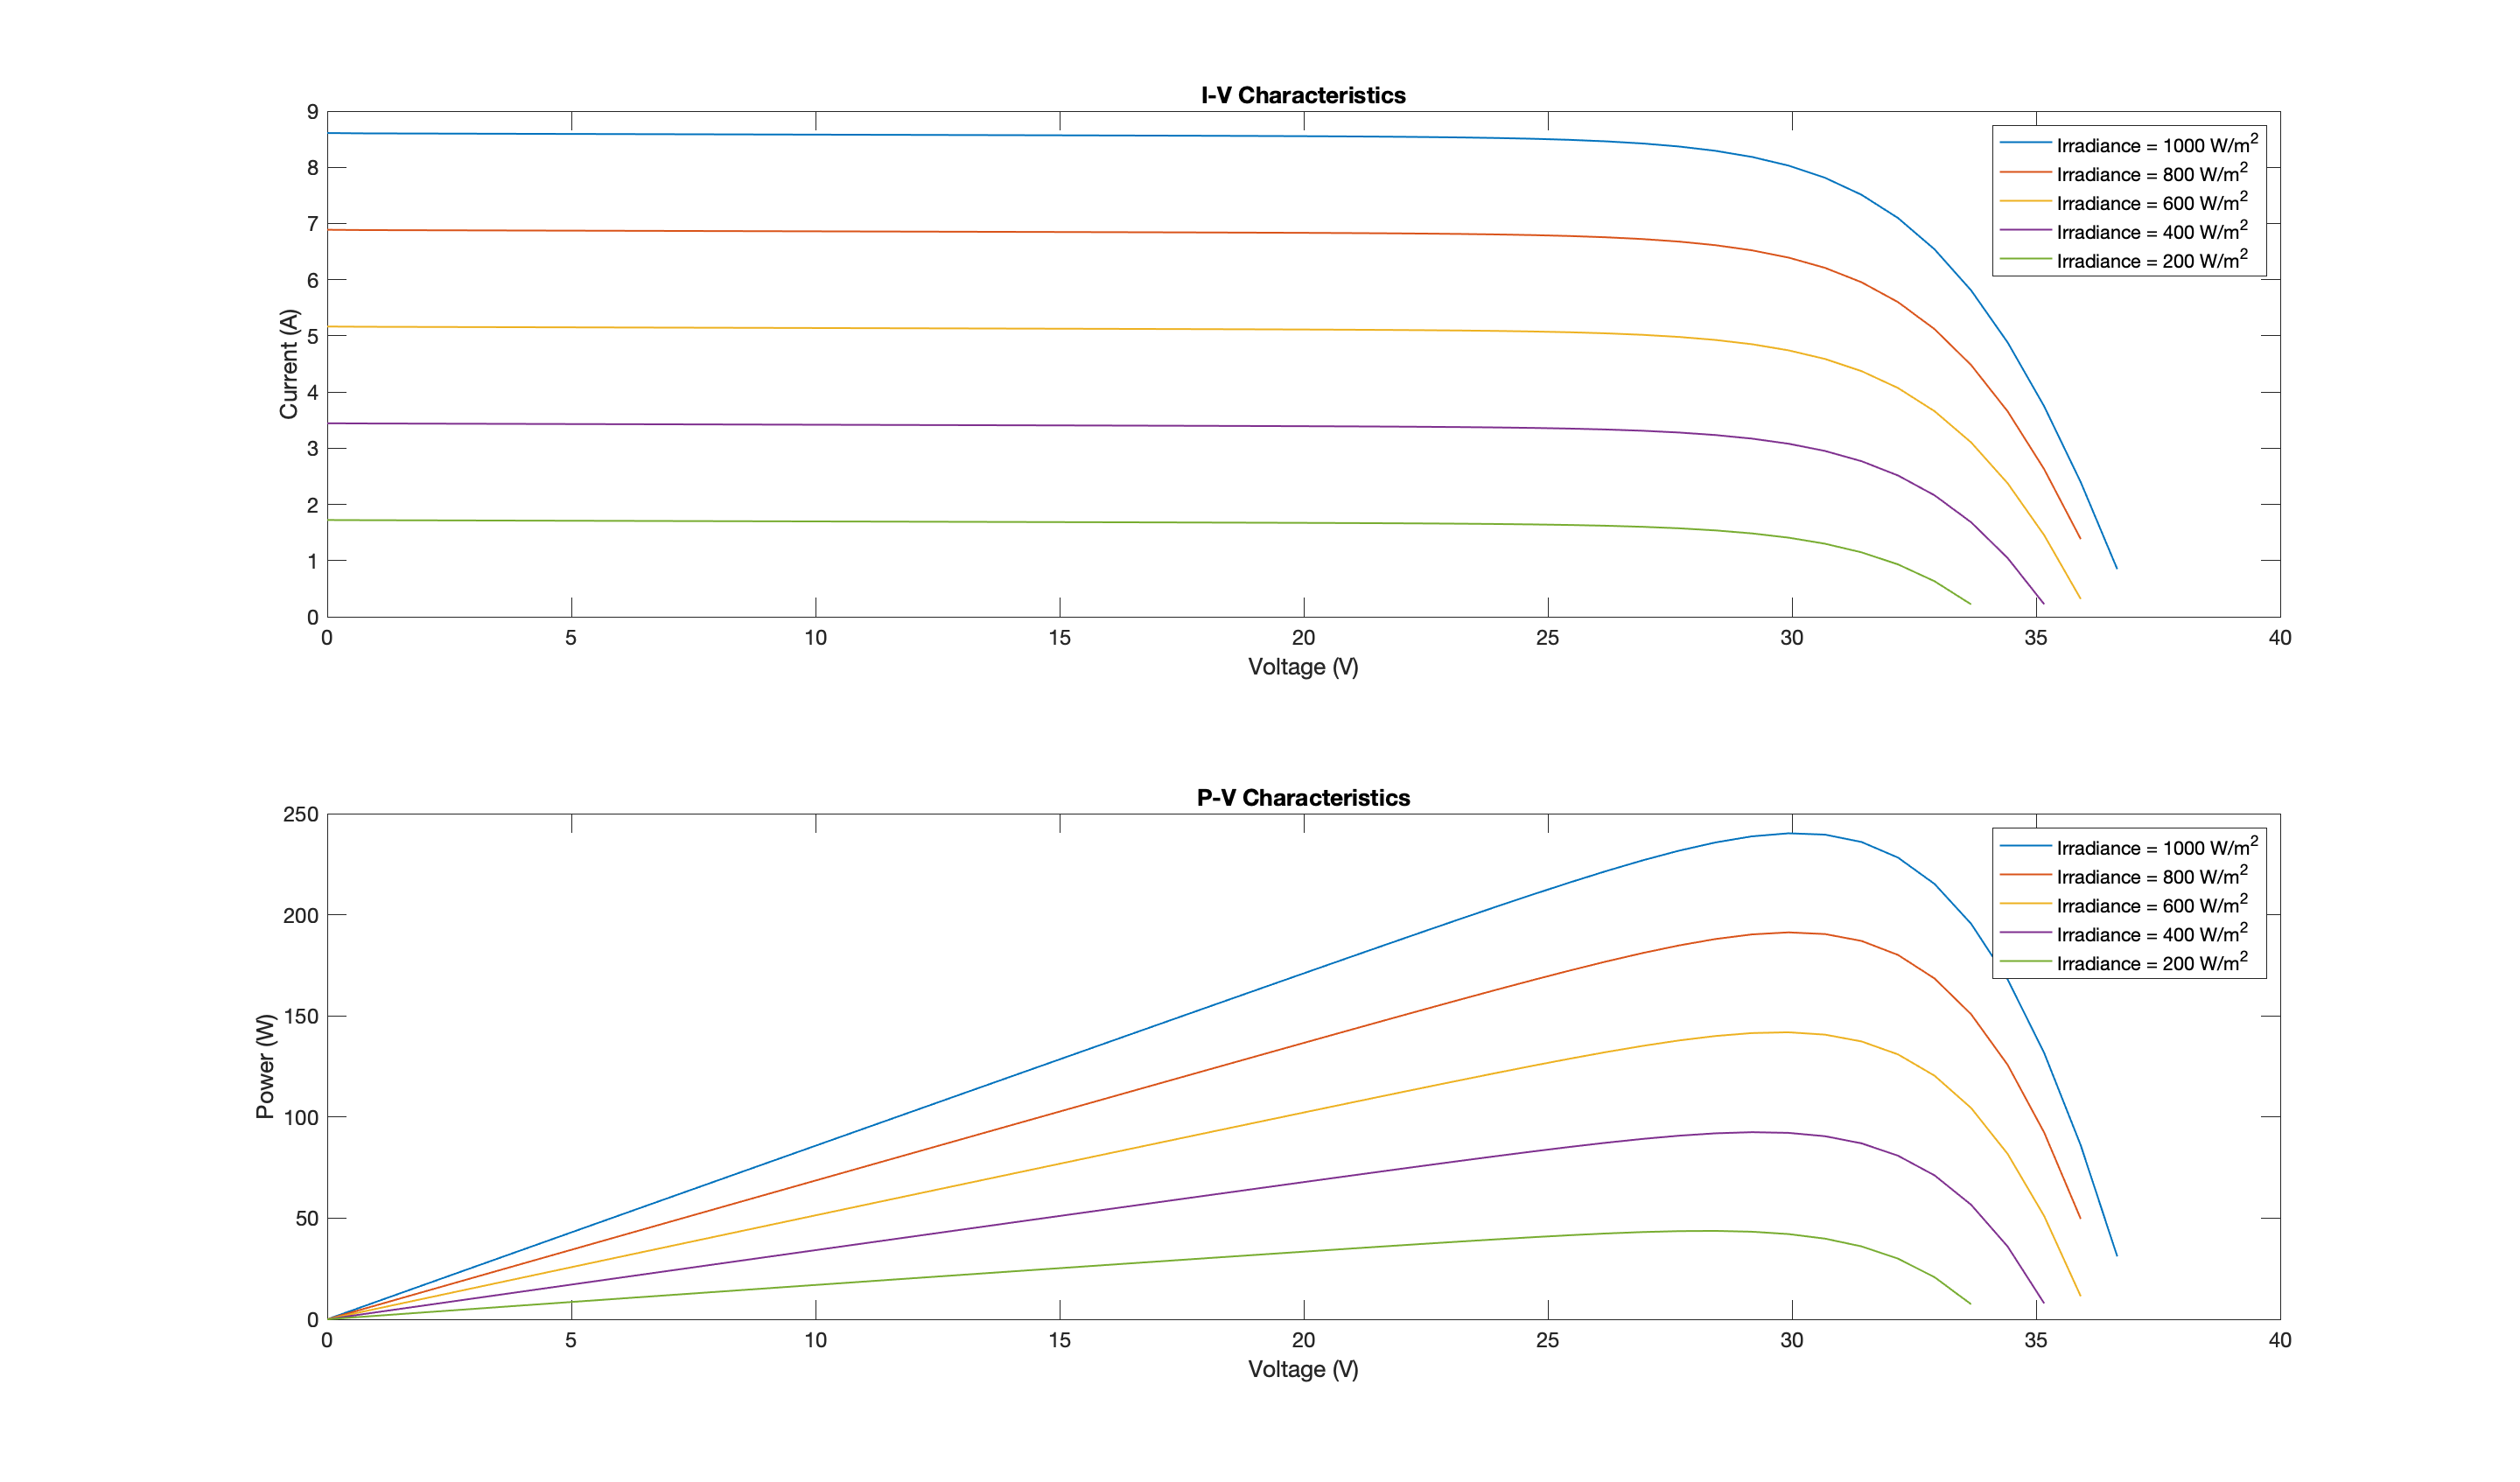 I-V Characteristics
9
8
7
6
5
4
3
2
1
0
Current (A)
Irradiance = 1000 W/m²
Irradiance = 800 W/m²
Irradiance = 600 W/m²
Irradiance = 400 W/m²
Irradiance = 200 W/m²
0 5 10 15 20 25 30 35 40
Voltage (V)
P-V Characteristics
250
200
150
100
50
0
Power (W)
Irradiance = 1000 W/m²
Irradiance = 800 W/m²
Irradiance = 600 W/m²
Irradiance = 400 W/m²
Irradiance = 200 W/m²
0 5 10 15 20 25 30 35 40
Voltage (V)